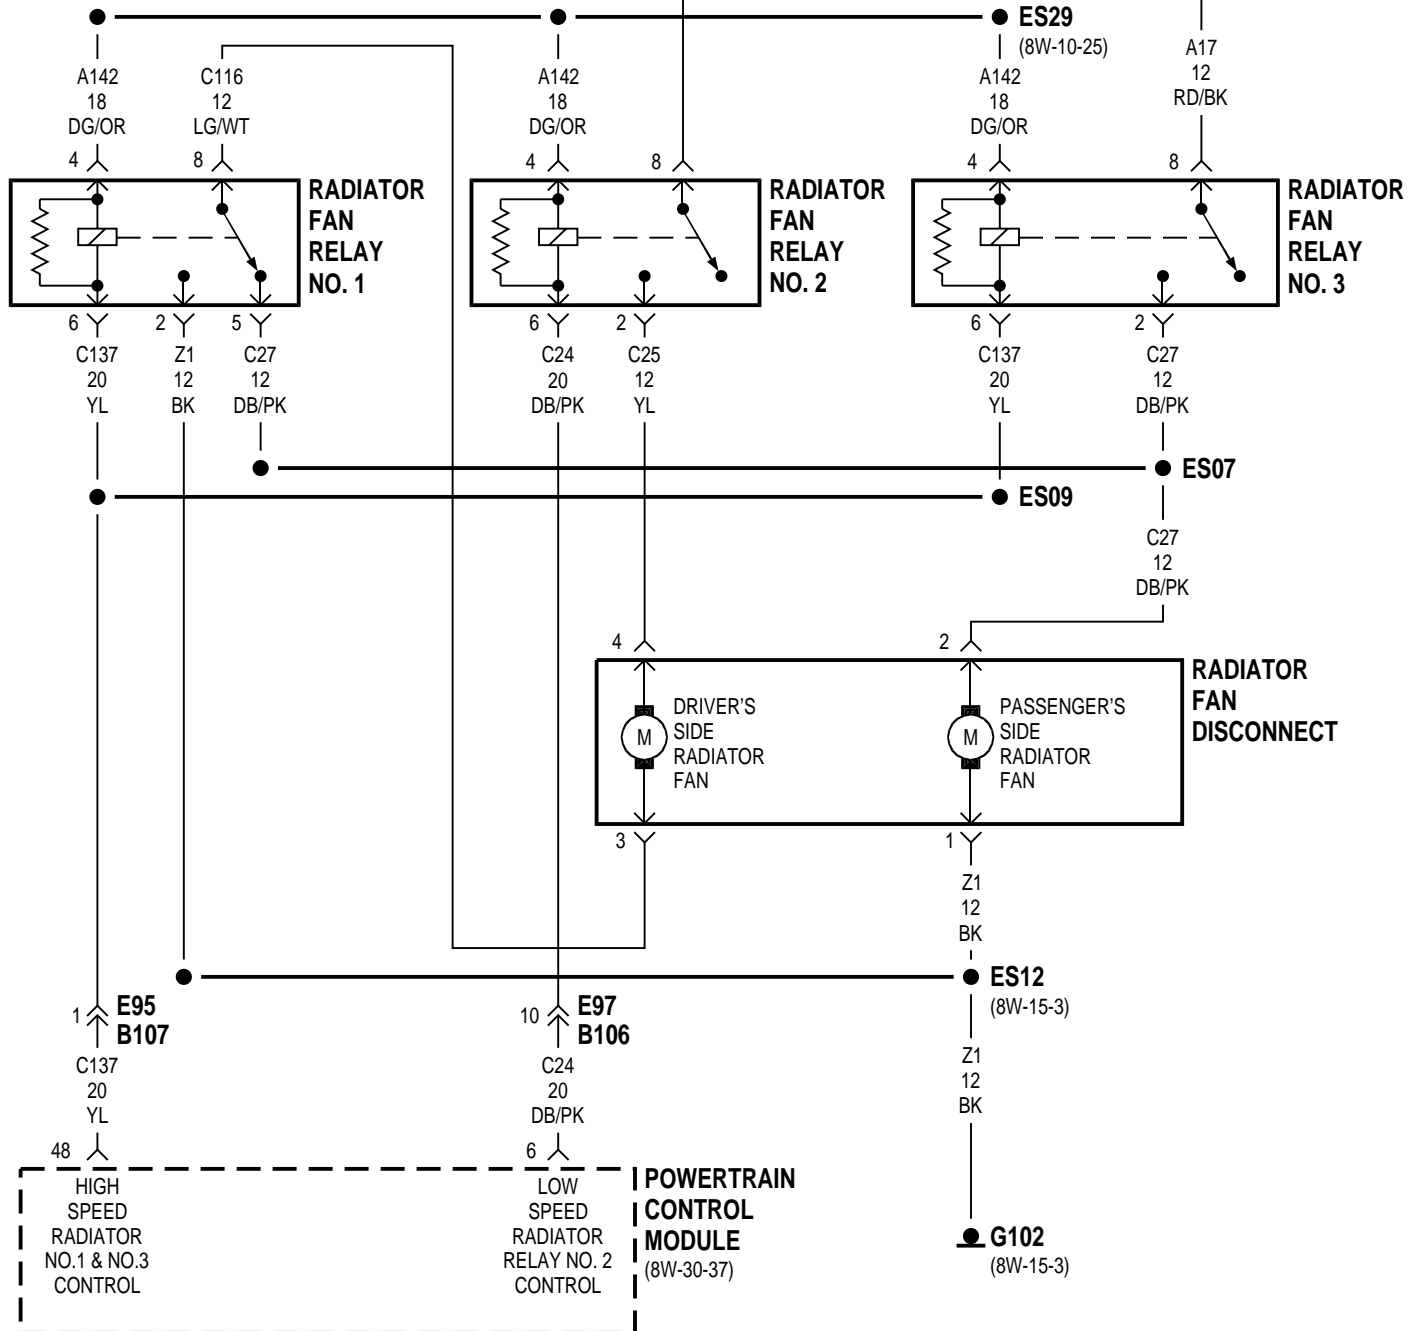 ES29
(8W-10-25)
A142
18
DG/OR
C116
12
LG/WT
A142
18
DG/OR
A142
18
DG/OR
A17
12
RD/BK
4
8
4
8
4
8
RADIATOR
FAN
RELAY
NO. 1
RADIATOR
FAN
RELAY
NO. 2
RADIATOR
FAN
RELAY
NO. 3
6
2
5
6
2
6
2
C137
20
YL
Z1
12
BK
C27
12
DB/PK
C24
20
DB/PK
C25
12
YL
C137
20
YL
C27
12
DB/PK
ES07
ES09
C27
12
DB/PK
4
2
RADIATOR
FAN
DISCONNECT
M
DRIVER'S
SIDE
RADIATOR
FAN
M
PASSENGER'S
SIDE
RADIATOR
FAN
3
1
Z1
12
BK
ES12
(8W-15-3)
1
E95
B107
10
E97
B106
C137
20
YL
C24
20
DB/PK
Z1
12
BK
48
6
HIGH
SPEED
RADIATOR
NO.1 & NO.3
CONTROL
LOW
SPEED
RADIATOR
RELAY NO. 2
CONTROL
POWERTRAIN
CONTROL
MODULE
(8W-30-37)
G102
(8W-15-3)